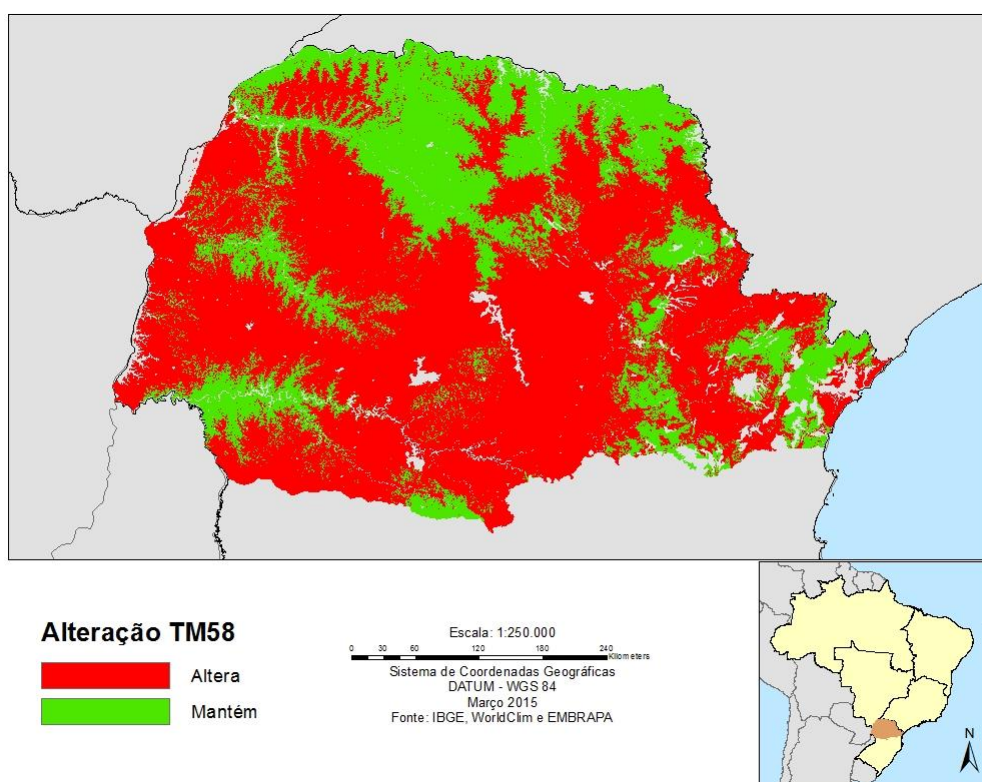 Alteração TM58
Altera
Mantém
Escala: 1:250.000
0 30 60 120 180 240
Kilometers
Sistema de Coordenadas Geográficas
DATUM - WGS 84
Março 2015
Fonte: IBGE, WorldClim e EMBRAPA
N